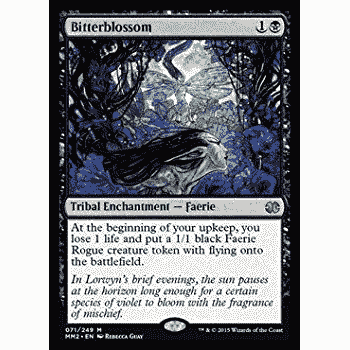 Bitterblossom 1
Tribal Enchantment — Faerie
At the beginning of your upkeep, you
lose 1 life and put a 1/1 black Faerie
Rogue creature token with flying onto
the battlefield.
In Lorwyn's brief evenings, the sun pauses
at the horizon long enough for a certain
species of violet to bloom with the fragrance
of mischief.
071/249 M
MM2 • EN Rebecca Guay ™ & © 2015 Wizards of the Coast